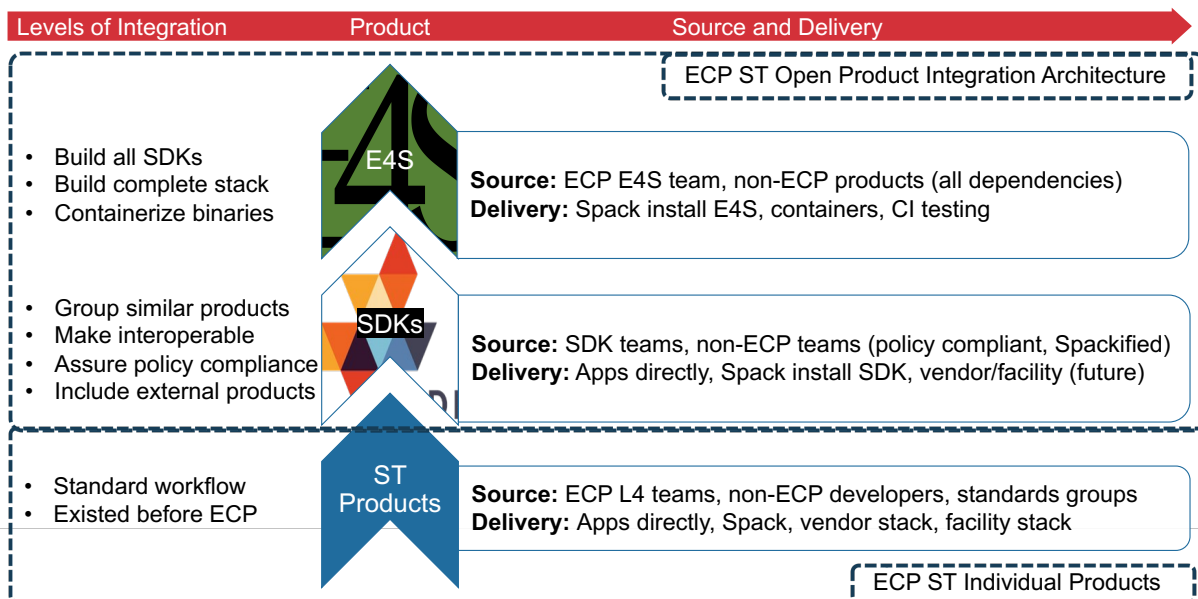 Levels of Integration Product Source and Delivery
ECP ST Open Product Integration Architecture
• Build all SDKs
• Build complete stack
• Containerize binaries
E4S
Source: ECP E4S team, non-ECP products (all dependencies)
Delivery: Spack install E4S, containers, CI testing
• Group similar products
• Make interoperable
• Assure policy compliance
• Include external products
SDKs
Source: SDK teams, non-ECP teams (policy compliant, Spackified)
Delivery: Apps directly, Spack install SDK, vendor/facility (future)
• Standard workflow
• Existed before ECP
ST
Products
Source: ECP L4 teams, non-ECP developers, standards groups
Delivery: Apps directly, Spack, vendor stack, facility stack
ECP ST Individual Products